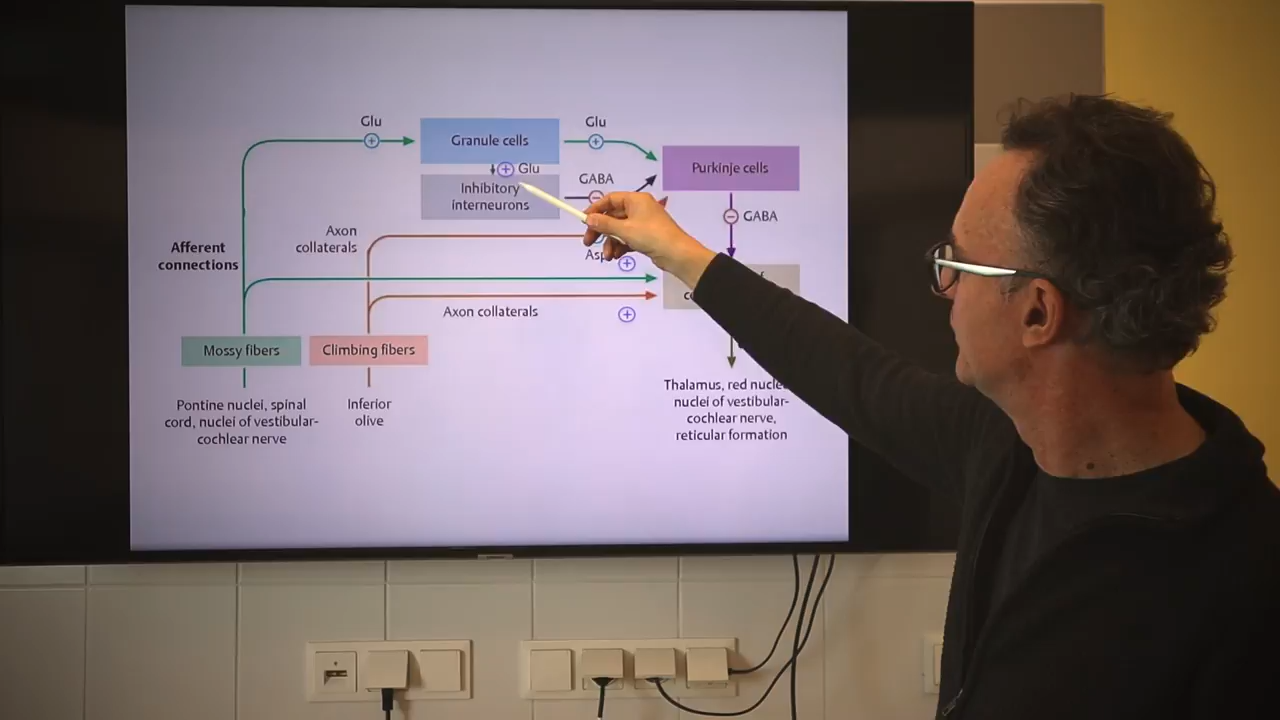 Glu
Glu
Granule cells
Glu
Purkinje cells
Inhibitory
interneurons
GABA
GABA
Axon
collaterals
Afferent
connections
Axon collaterals
Mossy fibers
Climbing fibers
Pontine nuclei, spinal
cord, nuclei of vestibular-
cochlear nerve
Inferior
olive
Thalamus, red
nuclei of vestibular-
cochlear nerve,
reticular formation